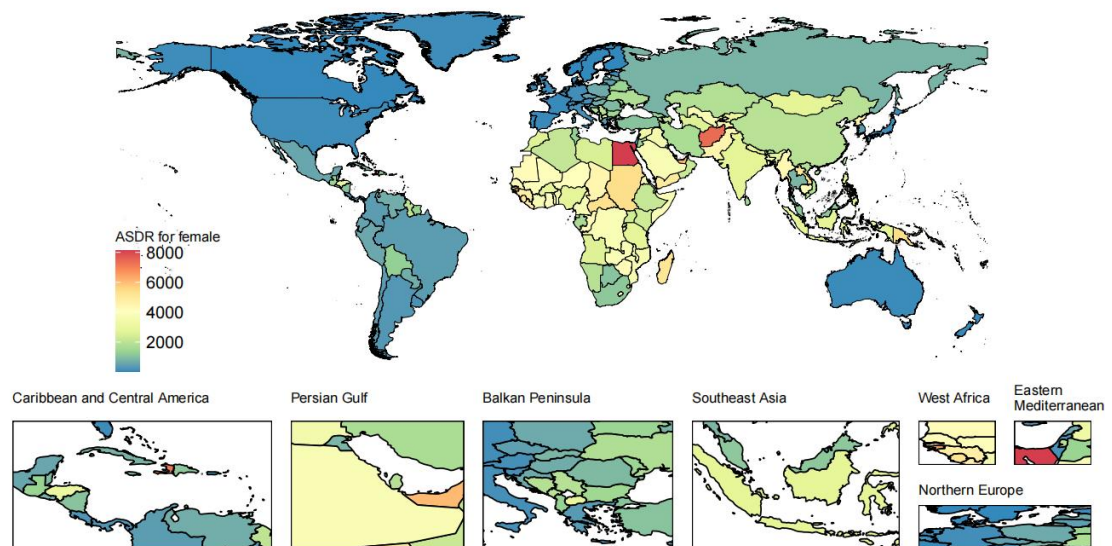 ASDR for female
8000
6000
4000
2000
Caribbean and Central America
Persian Gulf
Balkan Peninsula
Southeast Asia
West Africa
Eastern
Mediterranean
Northern Europe